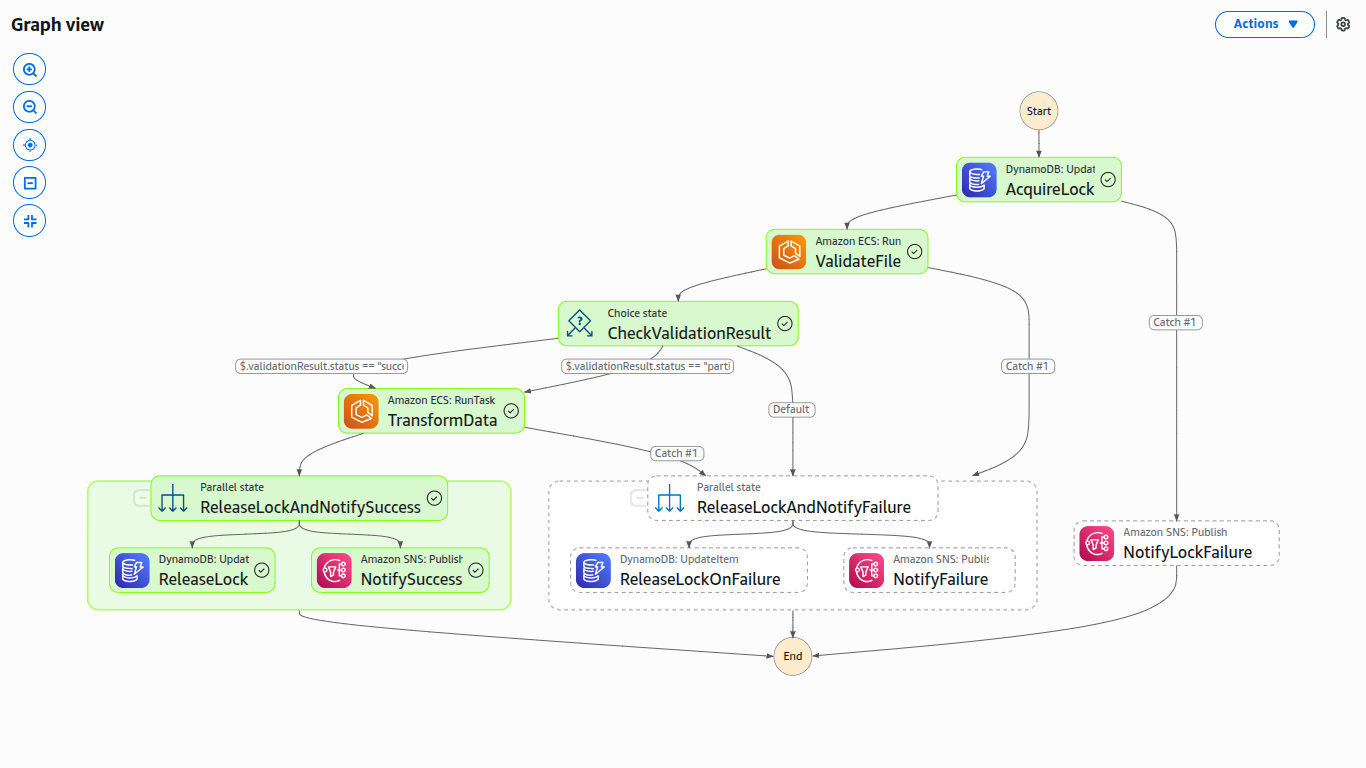 Graph view
Actions
Start
DynamoDB: Updat
AcquireLock
Amazon ECS: Run
ValidateFile
Choice state
CheckValidationResult
Catch #1
$.validationResult.status == "succ
$.validationResult.status == "parti
Catch #1
Amazon ECS: RunTask
TransformData
Default
Catch #1
Parallel state
ReleaseLockAndNotifySuccess
Parallel state
ReleaseLockAndNotifyFailure
Amazon SNS: Publish
NotifyLockFailure
DynamoDB: Updat
ReleaseLock
Amazon SNS: Publish
NotifySuccess
DynamoDB: UpdateItem
ReleaseLockOnFailure
Amazon SNS: Publis
NotifyFailure
End